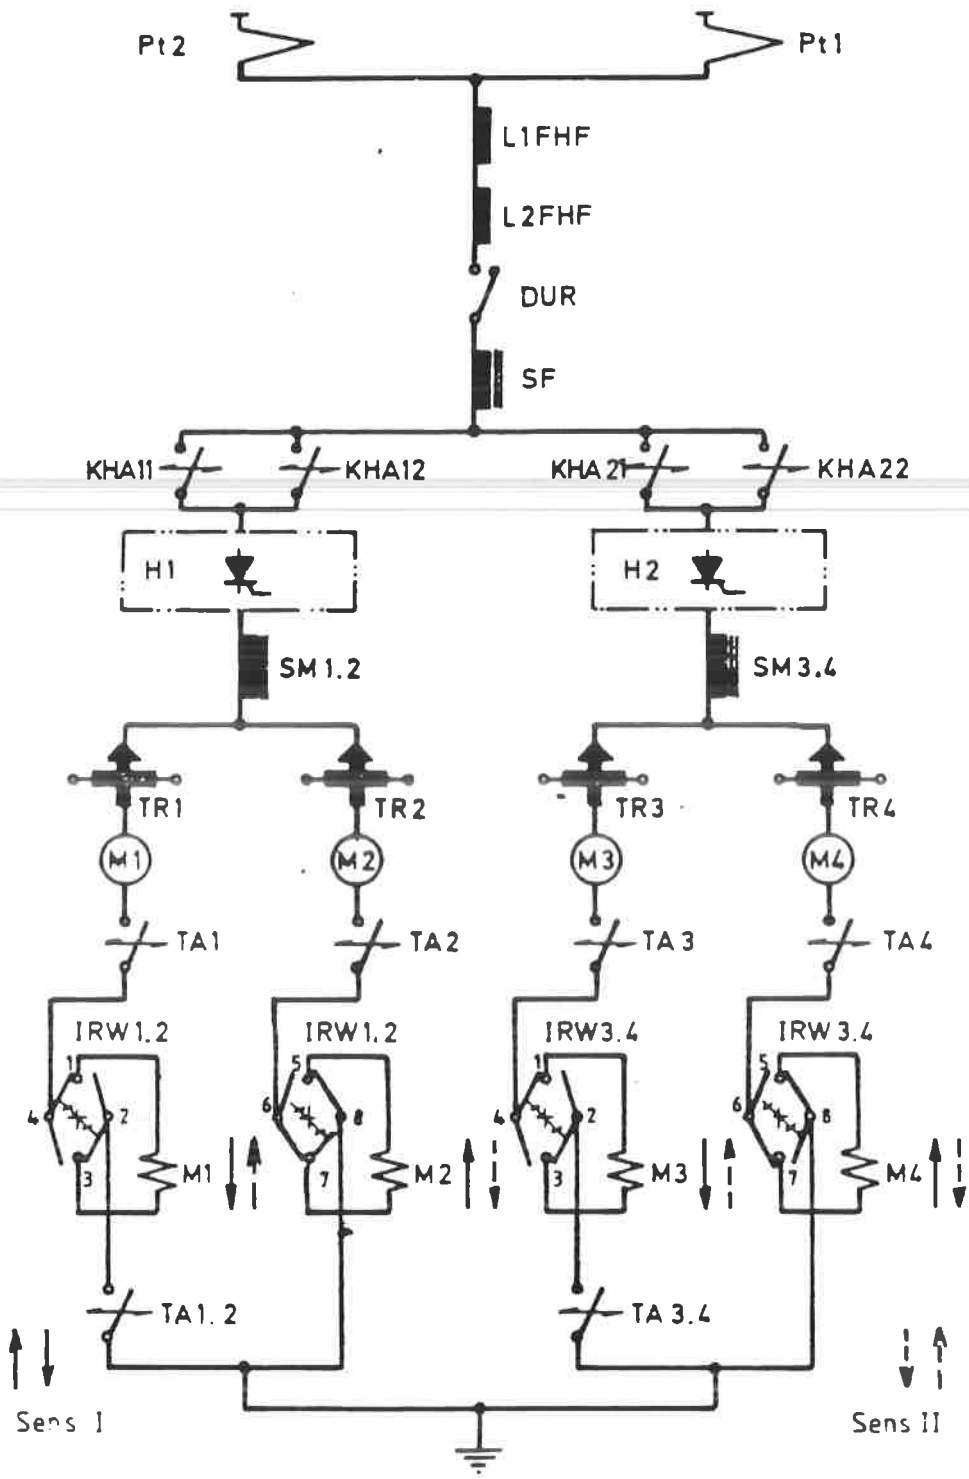 Pt2
Pt1
L1FHF
L2FHF
DUR
SF
KHA11
KHA12
KHA21
KHA22
H1
H2
SM1.2
SM3.4
TR1
TR2
TR3
TR4
M1
M2
M3
M4
TA1
TA2
TA3
TA4
IRW1.2
IRW1.2
IRW3.4
IRW3.4
1
5
1
5
4
2
6
8
4
2
6
8
3
M1
7
M2
3
M3
7
M4
TA1.2
TA3.4
Sens I
Sens II